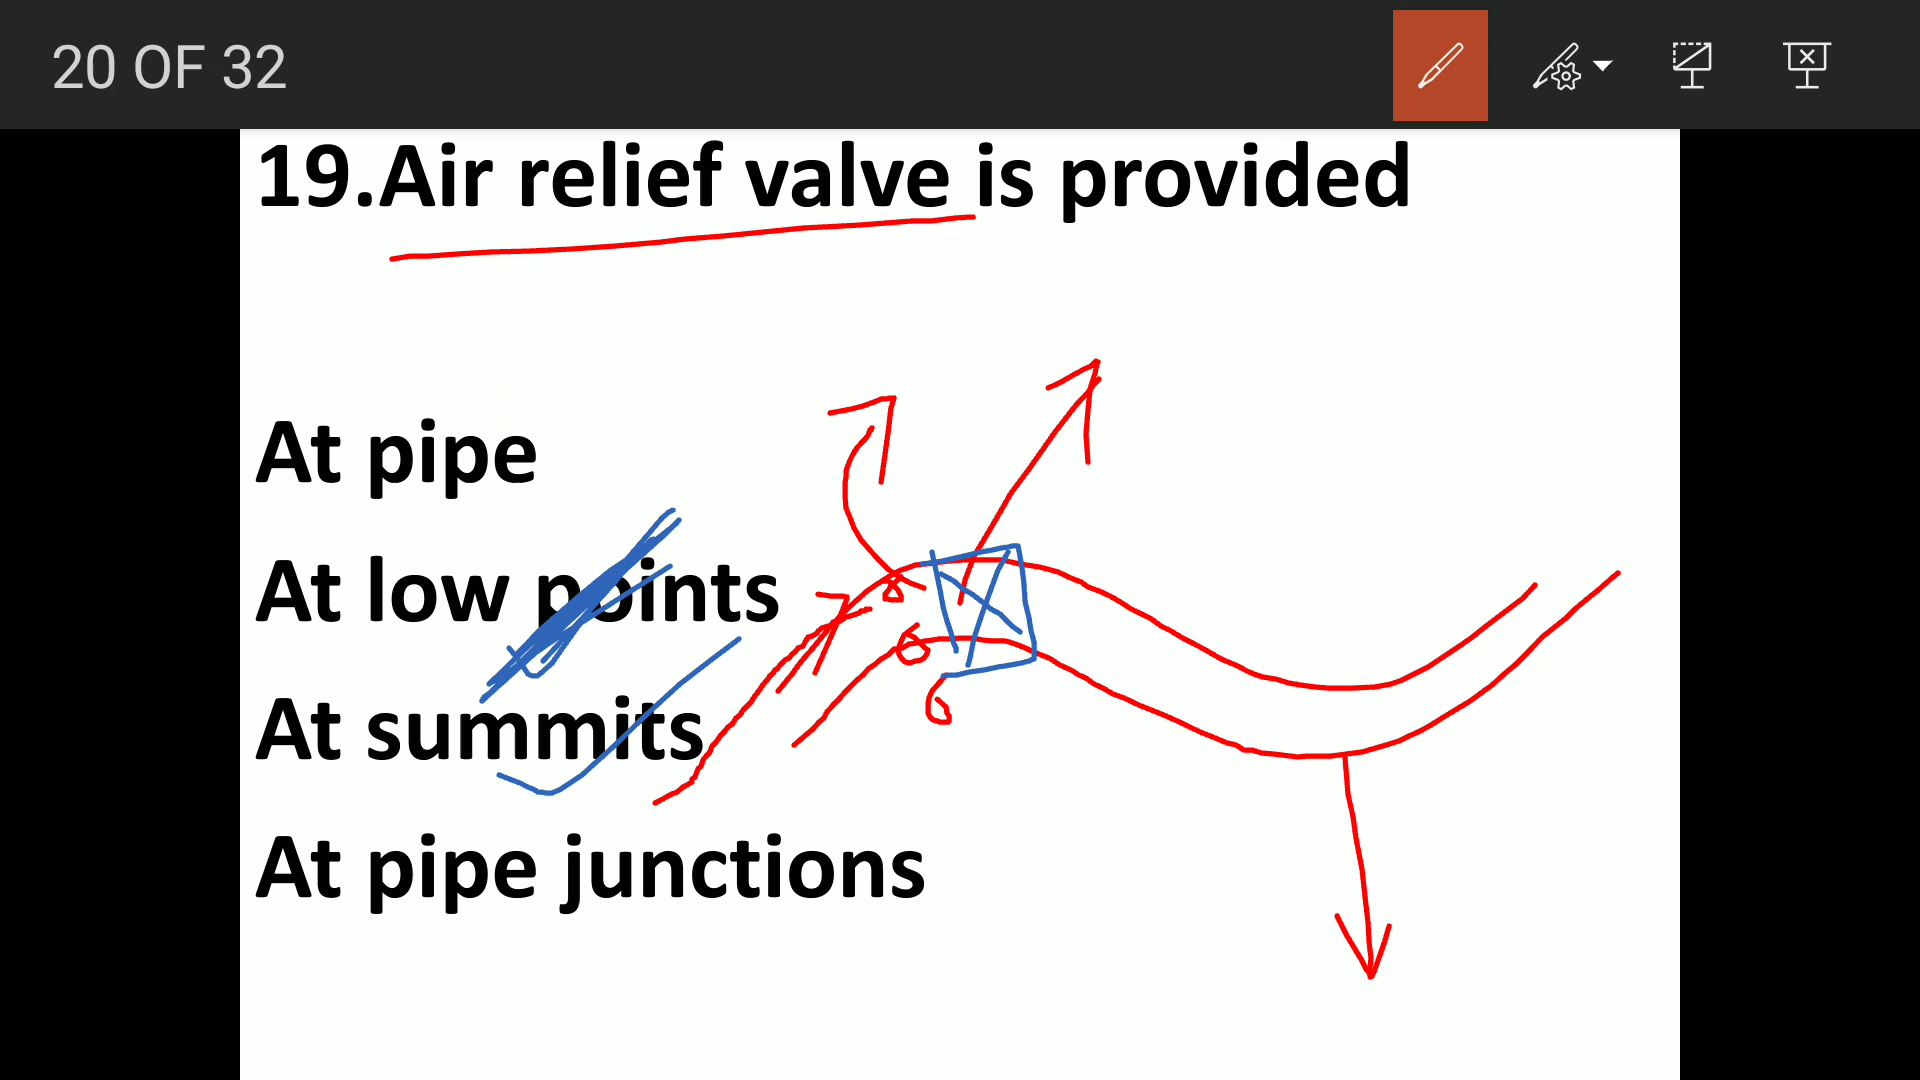 20 OF 32
19.Air relief valve is provided
At pipe
At low points
At summits
At pipe junctions